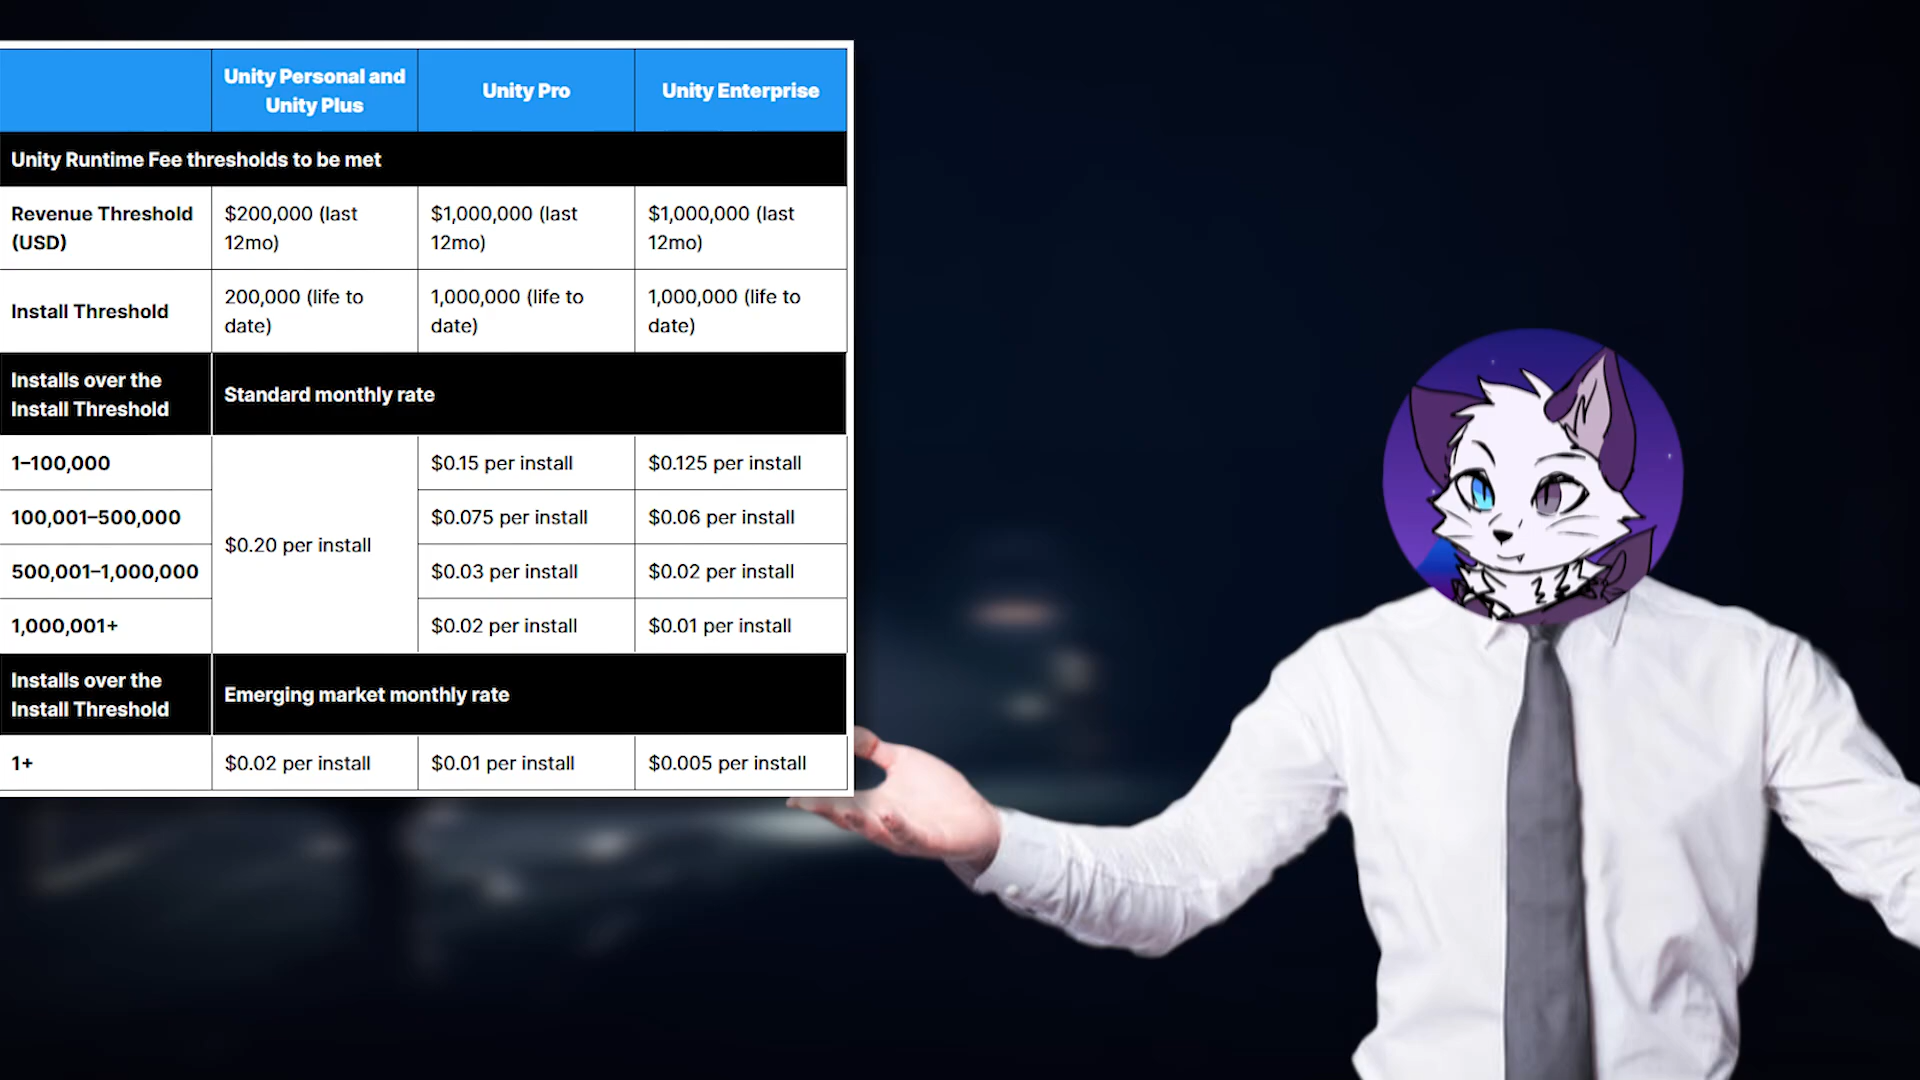 Unity Personal and
Unity Plus
Unity Pro
Unity Enterprise
Unity Runtime Fee thresholds to be met
Revenue Threshold
(USD)
$200,000 (last
12mo)
$1,000,000 (last
12mo)
$1,000,000 (last
12mo)
Install Threshold
200,000 (life to
date)
1,000,000 (life to
date)
1,000,000 (life to
date)
Installs over the
Install Threshold
Standard monthly rate
1–100,000
$0.20 per install
$0.15 per install
$0.125 per install
100,001–500,000
$0.075 per install
$0.06 per install
500,001–1,000,000
$0.03 per install
$0.02 per install
1,000,001+
$0.02 per install
$0.01 per install
Installs over the
Install Threshold
Emerging market monthly rate
1+
$0.02 per install
$0.01 per install
$0.005 per install